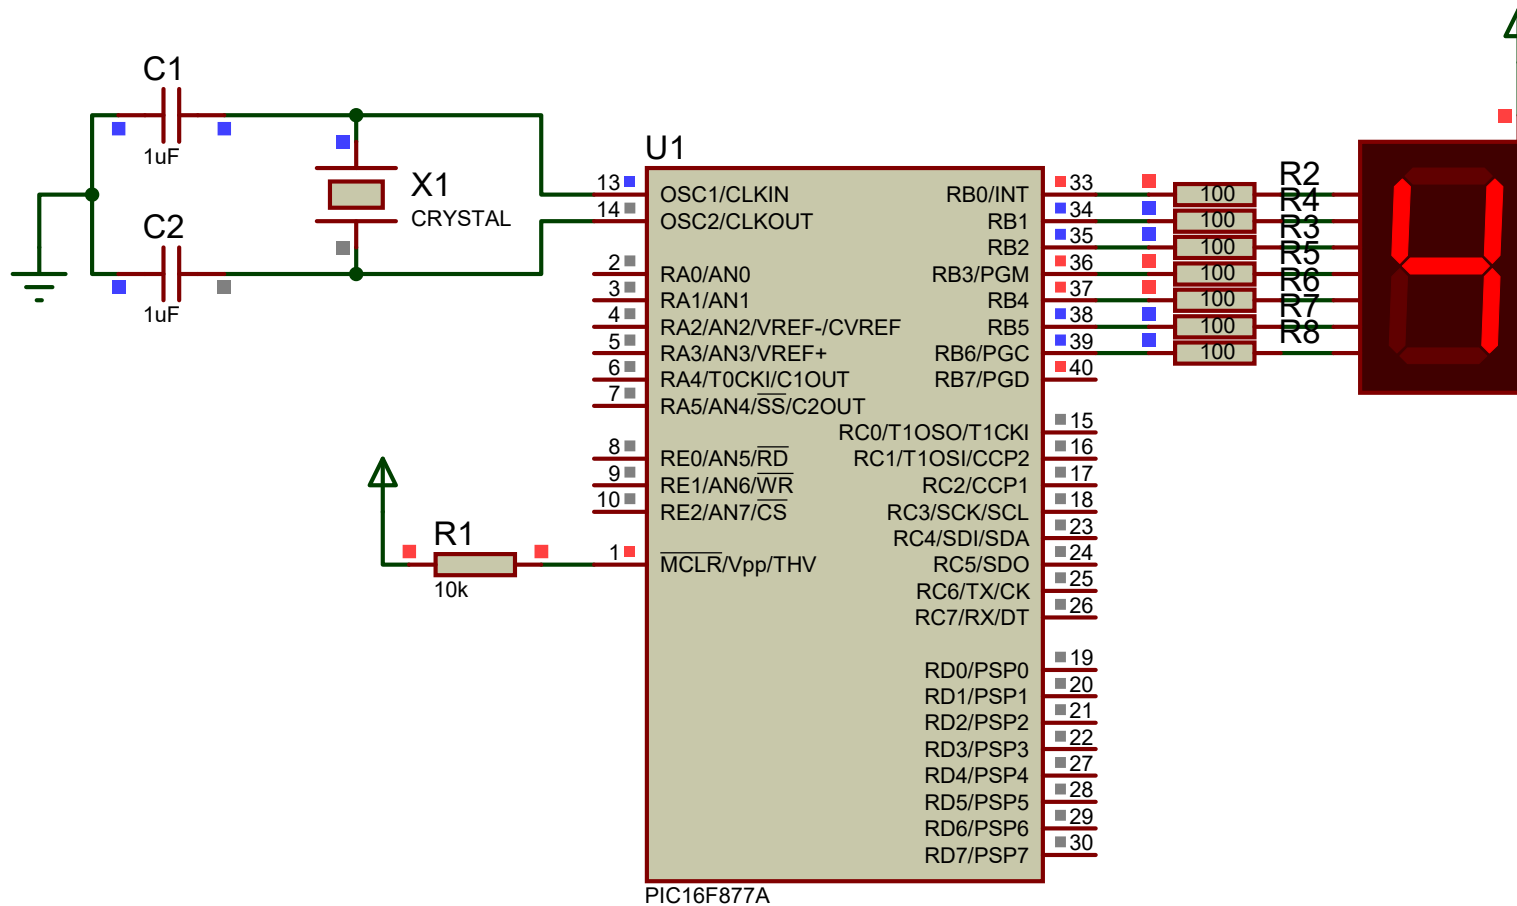 C1
1uF
C2
1uF
X1
CRYSTAL
R1
10k
U1
13 OSC1/CLKIN
14 OSC2/CLKOUT
2 RA0/AN0
3 RA1/AN1
4 RA2/AN2/VREF-/CVREF
5 RA3/AN3/VREF+
6 RA4/T0CKI/C1OUT
7 RA5/AN4/SS/C2OUT
8 RE0/AN5/RD
9 RE1/AN6/WR
10 RE2/AN7/CS
1 MCLR/Vpp/THV
RB0/INT 33
RB1 34
RB2 35
RB3/PGM 36
RB4 37
RB5 38
RB6/PGC 39
RB7/PGD 40
RC0/T1OSO/T1CKI 15
RC1/T1OSI/CCP2 16
RC2/CCP1 17
RC3/SCK/SCL 18
RC4/SDI/SDA 23
RC5/SDO 24
RC6/TX/CK 25
RC7/RX/DT 26
RD0/PSP0 19
RD1/PSP1 20
RD2/PSP2 21
RD3/PSP3 22
RD4/PSP4 27
RD5/PSP5 28
RD6/PSP6 29
RD7/PSP7 30
PIC16F877A
R2
100
R4
100
R3
100
R5
100
R6
100
R7
100
R8
100
4